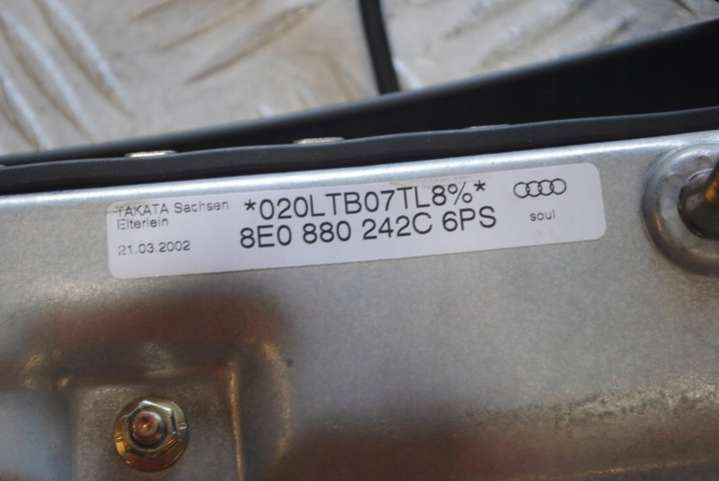 TAKATA Sachsen
Elterlein
21.03.2002
*020LTB07TL8%*
8E0 880 242C 6PS
soul